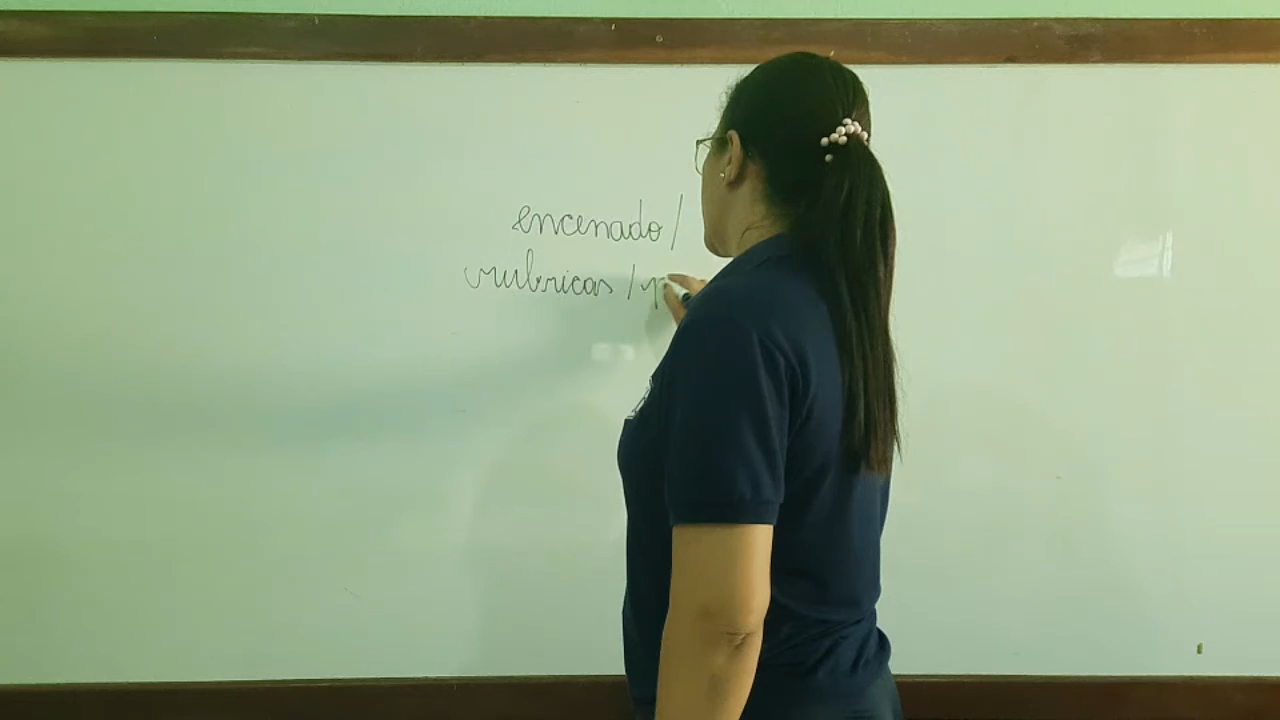 encenado /
rubricas / p